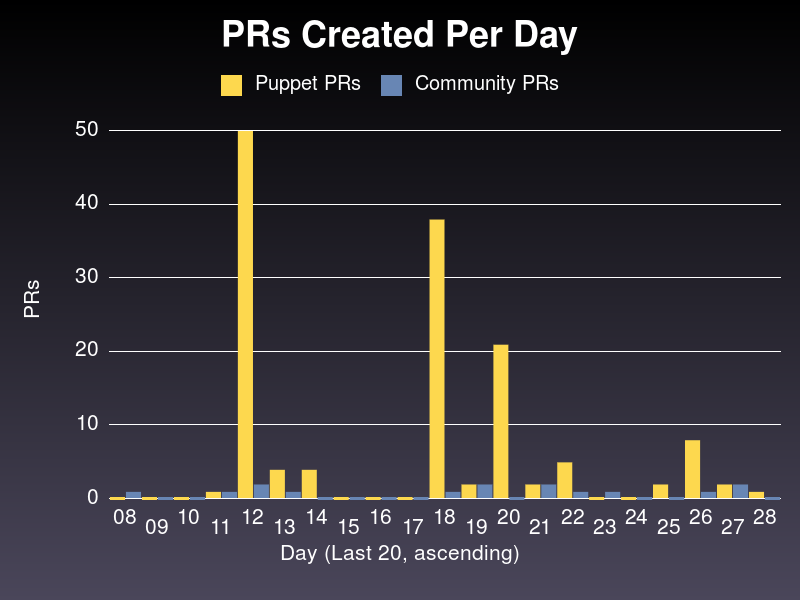 PRs Created Per Day
Puppet PRs Community PRs
50
40
30
20
10
0
PRs
08 09 10 11 12 13 14 15 16 17 18 19 20 21 22 23 24 25 26 27 28
Day (Last 20, ascending)